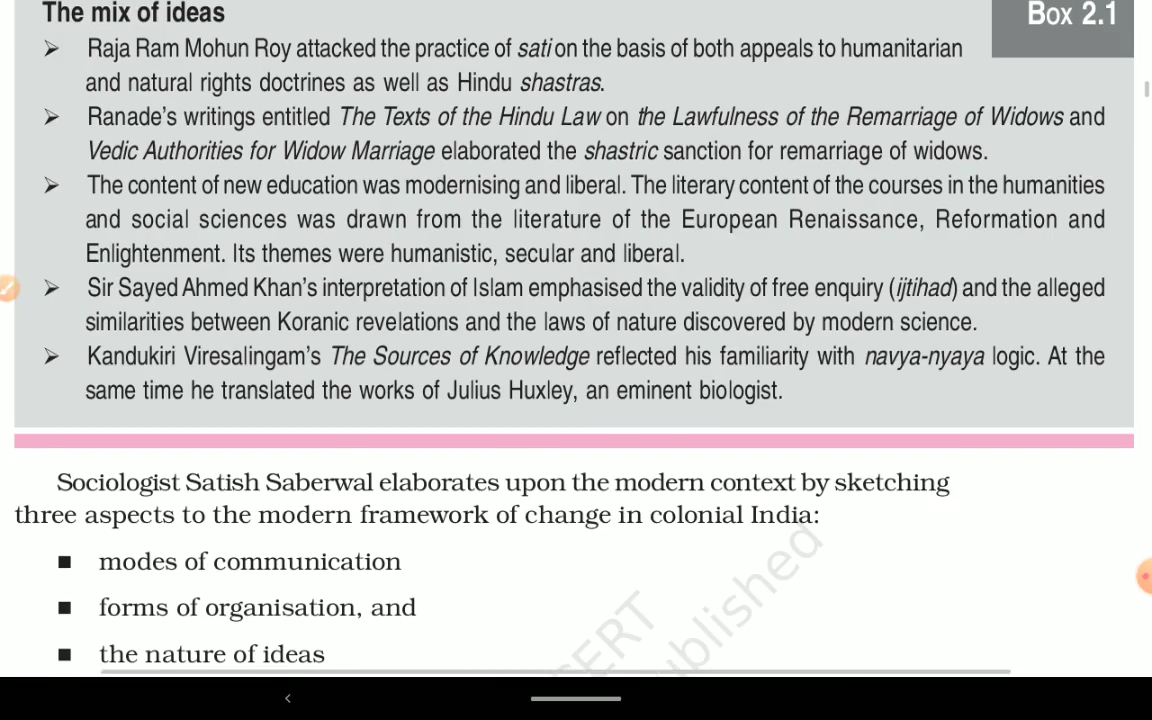 The mix of ideas
Box 2.1
➢ Raja Ram Mohun Roy attacked the practice of sati on the basis of both appeals to humanitarian
and natural rights doctrines as well as Hindu shastras.
➢ Ranade's writings entitled The Texts of the Hindu Law on the Lawfulness of the Remarriage of Widows and
Vedic Authorities for Widow Marriage elaborated the shastric sanction for remarriage of widows.
➢ The content of new education was modernising and liberal. The literary content of the courses in the humanities
and social sciences was drawn from the literature of the European Renaissance, Reformation and
Enlightenment. Its themes were humanistic, secular and liberal.
➢ Sir Sayed Ahmed Khan's interpretation of Islam emphasised the validity of free enquiry (ijtihad) and the alleged
similarities between Koranic revelations and the laws of nature discovered by modern science.
➢ Kandukiri Viresalingam's The Sources of Knowledge reflected his familiarity with navya-nyaya logic. At the
same time he translated the works of Julius Huxley, an eminent biologist.
Sociologist Satish Saberwal elaborates upon the modern context by sketching
three aspects to the modern framework of change in colonial India:
■ modes of communication
■ forms of organisation, and
■ the nature of ideas